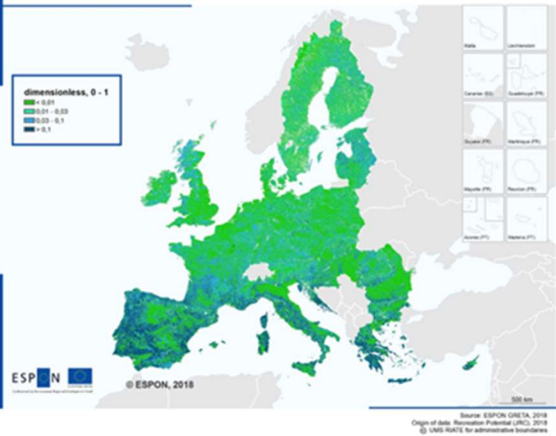 dimensionless, 0 - 1
< 0,01
0,01 - 0,03
0,03 - 0,1
> 0,1
Malta
Liechtenstein
Canarias (ES)
Guadeloupe (FR)
Guyane (FR)
Martinique (FR)
Mayotte (FR)
Réunion (FR)
Acores (PT)
Madeira (PT)
ESPON
© ESPON, 2018
500 km
Source: ESPON GRETA, 2018
Origin of data: Recreation Potential (JRC), 2018
© UMS RIATE for administrative boundaries